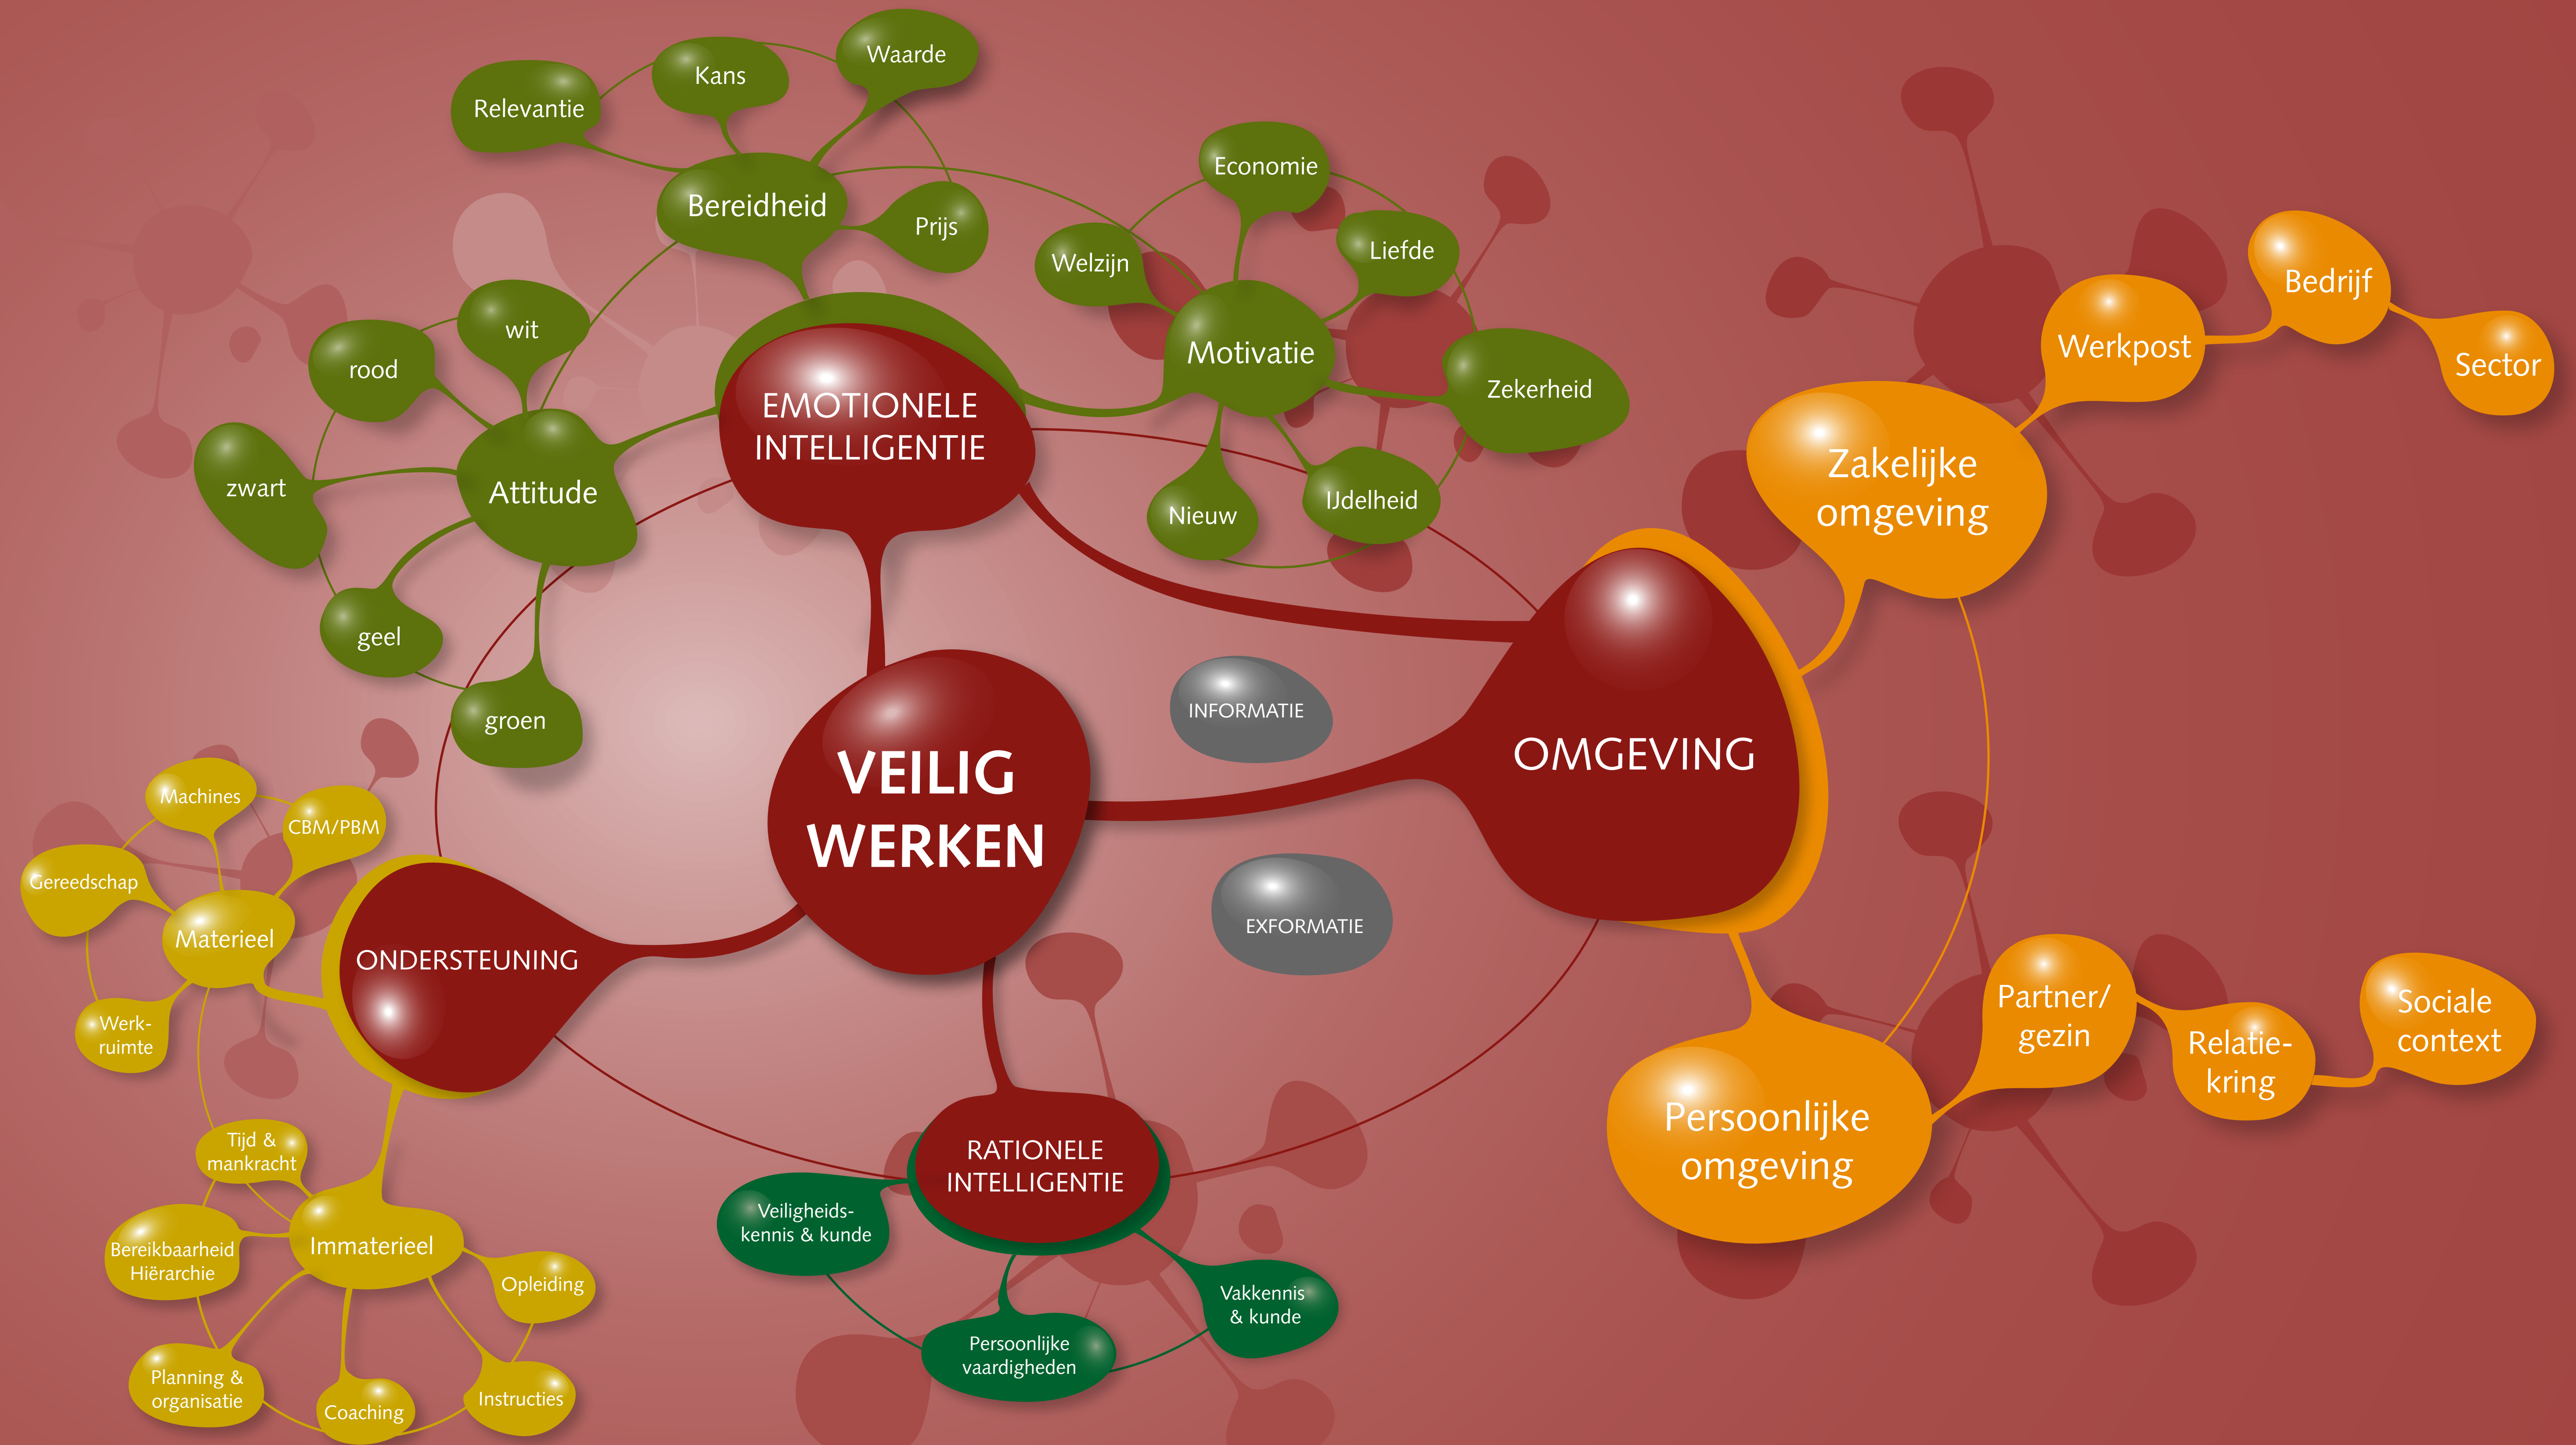 Waarde
Kans
Relevantie
Bereidheid
Prijs
Economie
Liefde
Welzijn
Motivatie
Zekerheid
IJdelheid
Nieuw
wit
rood
zwart
Attitude
geel
groen
EMOTIONELE
INTELLIGENTIE
Bedrijf
Werkpost
Sector
Zakelijke
omgeving
INFORMATIE
OMGEVING
VEILIG
WERKEN
EXFORMATIE
Machines
CBM/PBM
Gereedschap
Materieel
Werk-
ruimte
ONDERSTEUNING
Partner/
gezin
Relatie-
kring
Sociale
context
Persoonlijke
omgeving
Tijd &
mankracht
Bereikbaarheid
Hiërarchie
Immaterieel
Opleiding
Planning &
organisatie
Coaching
Instructies
RATIONELE
INTELLIGENTIE
Veiligheids-
kennis & kunde
Persoonlijke
vaardigheden
Vakkennis
& kunde